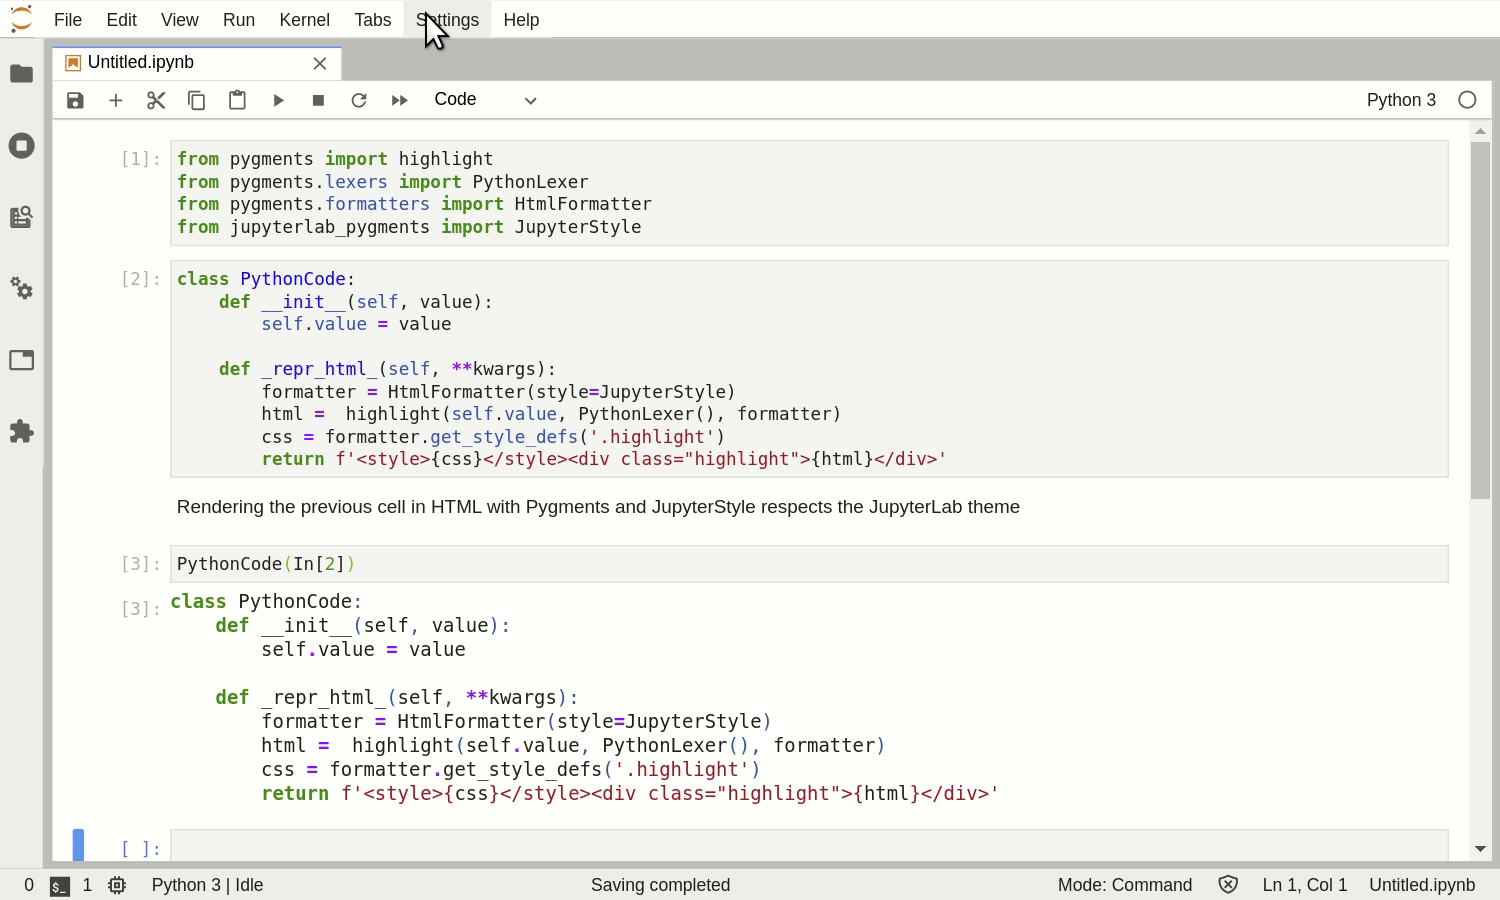 File Edit View Run Kernel Tabs Settings Help
Untitled.ipynb
Code Python 3
[1]: from pygments import highlight
from pygments.lexers import PythonLexer
from pygments.formatters import HtmlFormatter
from jupyterlab_pygments import JupyterStyle
[2]: class PythonCode:
    def __init__(self, value):
        self.value = value
    def _repr_html_(self, **kwargs):
        formatter = HtmlFormatter(style=JupyterStyle)
        html =  highlight(self.value, PythonLexer(), formatter)
        css = formatter.get_style_defs('.highlight')
        return f'<style>{css}</style><div class="highlight">{html}</div>'
Rendering the previous cell in HTML with Pygments and JupyterStyle respects the JupyterLab theme
[3]: PythonCode(In[2])
[3]: class PythonCode:
    def __init__(self, value):
        self.value = value
    def _repr_html_(self, **kwargs):
        formatter = HtmlFormatter(style=JupyterStyle)
        html =  highlight(self.value, PythonLexer(), formatter)
        css = formatter.get_style_defs('.highlight')
        return f'<style>{css}</style><div class="highlight">{html}</div>'
[ ]:
0 $_ 1 Python 3 | Idle Saving completed Mode: Command Ln 1, Col 1 Untitled.ipynb